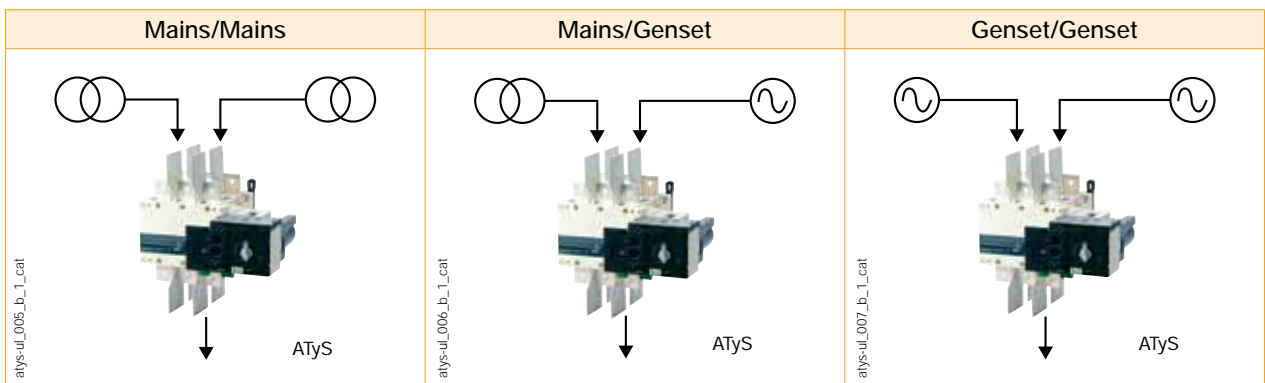 Mains/Mains
Mains/Genset
Genset/Genset
atys-ul_005_b_1_cat
ATyS
atys-ul_006_b_1_cat
ATyS
atys-ul_007_b_1_cat
ATyS